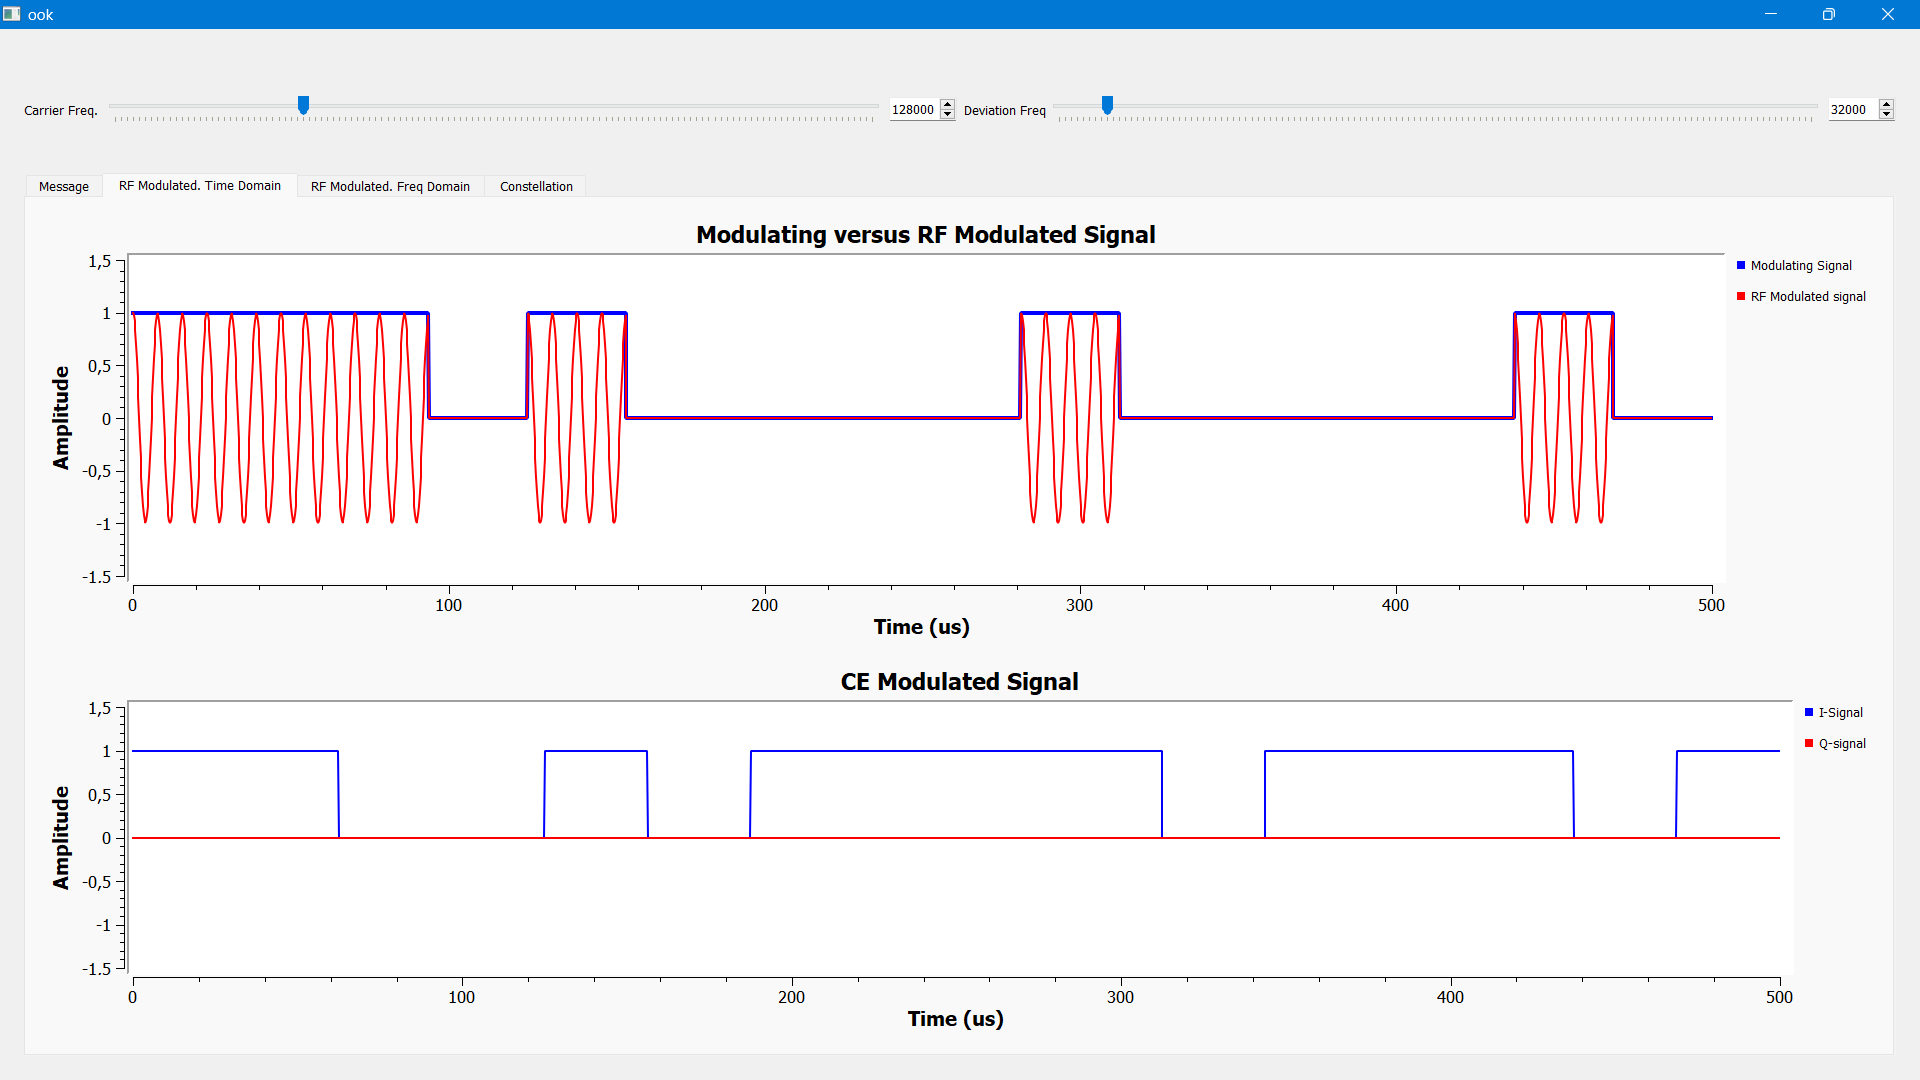 ook
Carrier Freq. 128000 Deviation Freq 32000
Message RF Modulated. Time Domain RF Modulated. Freq Domain Constellation
Modulating versus RF Modulated Signal
1,5
1
0,5
0
-0,5
-1
-1.5
Amplitude
Modulating Signal
RF Modulated signal
0 100 200 300 400 500
Time (us)
CE Modulated Signal
1,5
1
0,5
0
-0,5
-1
-1.5
Amplitude
I-Signal
Q-signal
0 100 200 300 400 500
Time (us)